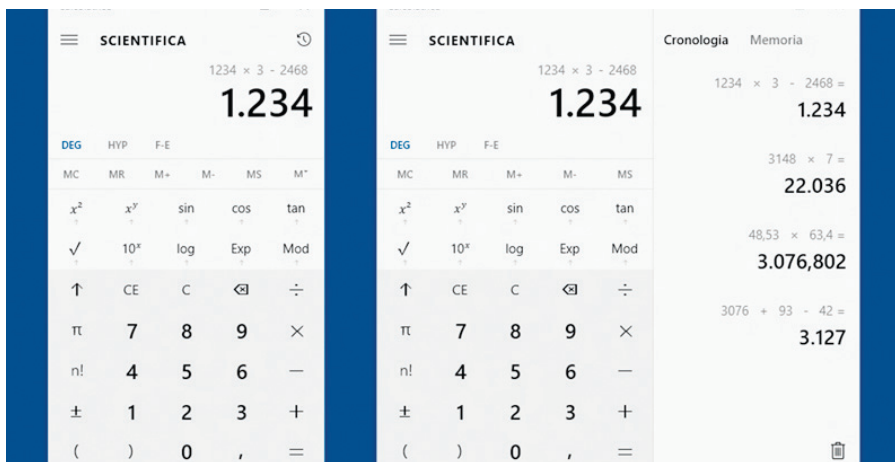 SCIENTIFICA
1234 × 3 - 2468
1.234
DEG HYP F-E
MC MR M+ M- MS M˅
x² xʸ sin cos tan
√ 10ˣ log Exp Mod
↑ CE C ⌫ ÷
π 7 8 9 ×
n! 4 5 6 —
± 1 2 3 +
( ) 0 , =
SCIENTIFICA
1234 × 3 - 2468
1.234
DEG HYP F-E
MC MR M+ M- MS
x² xʸ sin cos tan
√ 10ˣ log Exp Mod
↑ CE C ⌫ ÷
π 7 8 9 ×
n! 4 5 6 —
± 1 2 3 +
( ) 0 , =
Cronologia Memoria
1234 × 3 - 2468 =
1.234
3148 × 7 =
22.036
48,53 × 63,4 =
3.076,802
3076 + 93 - 42 =
3.127